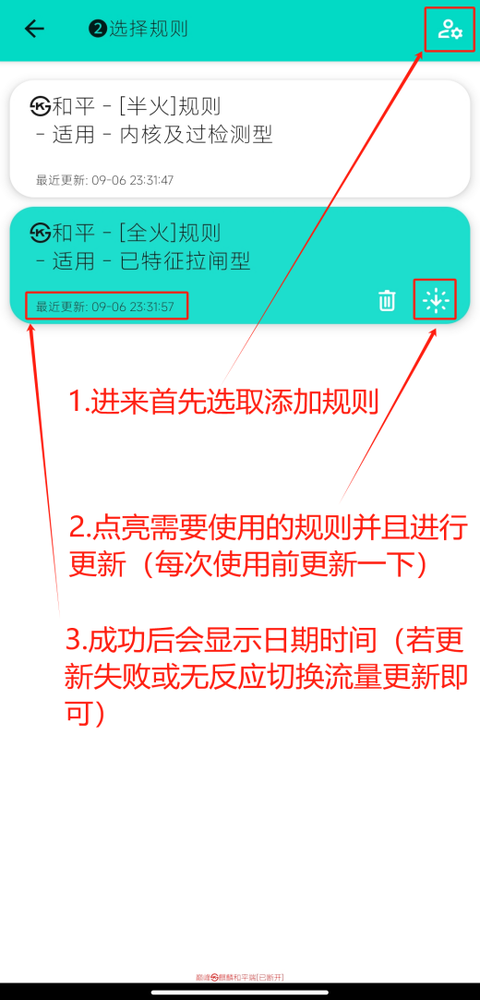 ❷选择规则
和平 - [半火]规则
- 适用 - 内核及过检测型
最近更新: 09-06 23:31:47
和平 - [全火]规则
- 适用 - 已特征拉闸型
最近更新: 09-06 23:31:57
1.进来首先选取添加规则
2.点亮需要使用的规则并且进行
更新（每次使用前更新一下）
3.成功后会显示日期时间（若更
新失败或无反应切换流量更新即
可）
巅峰 麒麟和平端[已断开]